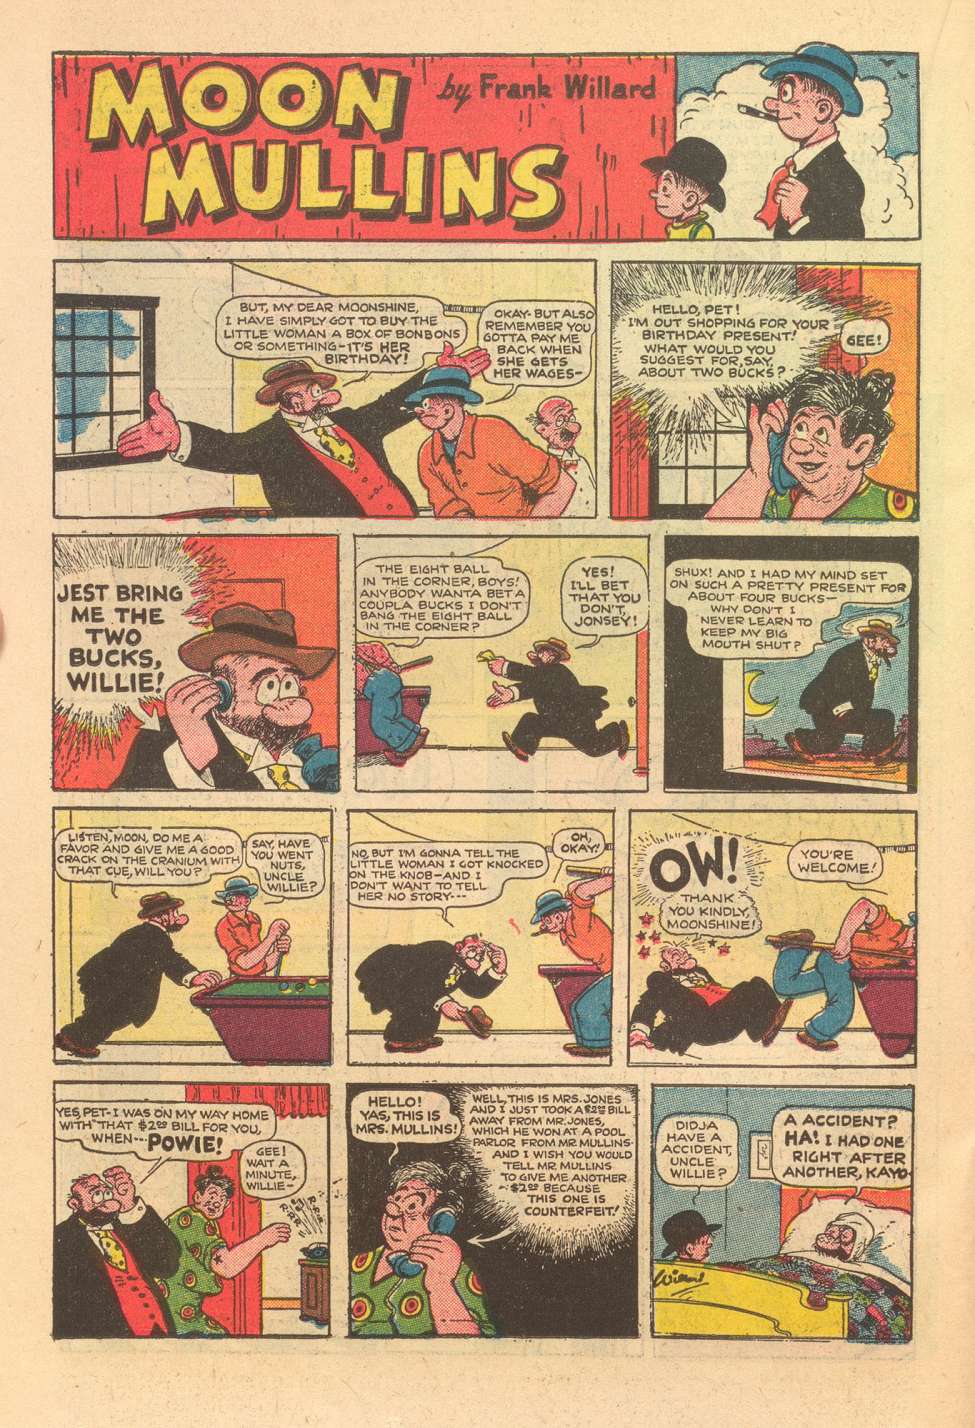 MOON
MULLINS
by Frank Willard
BUT, MY DEAR MOONSHINE,
I HAVE SIMPLY GOT TO BUY THE
LITTLE WOMAN A BOX OF BONBONS
OR SOMETHING—IT'S HER
BIRTHDAY!
OKAY-BUT ALSO
REMEMBER YOU
GOTTA PAY ME
BACK WHEN
SHE GETS
HER WAGES—
HELLO, PET!
I'M OUT SHOPPING FOR YOUR
BIRTHDAY PRESENT!
WHAT WOULD YOU
SUGGEST FOR, SAY,
ABOUT TWO BUCKS?
GEE!
JEST BRING
ME THE
TWO
BUCKS,
WILLIE!
THE EIGHT BALL
IN THE CORNER, BOYS!
ANYBODY WANTA BET A
COUPLA BUCKS I DON'T
BANG THE EIGHT BALL
IN THE CORNER?
YES!
I'LL BET
THAT YOU
DON'T,
JONSEY!
SHUX! AND I HAD MY MIND SET
ON SUCH A PRETTY PRESENT FOR
ABOUT FOUR BUCKS—
WHY DON'T I
NEVER LEARN TO
KEEP MY BIG
MOUTH SHUT?
LISTEN, MOON, DO ME A
FAVOR AND GIVE ME A GOOD
CRACK ON THE CRANIUM WITH
THAT CUE, WILL YOU?
SAY, HAVE
YOU WENT
NUTS,
UNCLE
WILLIE?
NO, BUT I'M GONNA TELL THE
LITTLE WOMAN I GOT KNOCKED
ON THE KNOB—AND I
DON'T WANT TO TELL
HER NO STORY---
OH,
OKAY!
OW!
THANK
YOU KINDLY,
MOONSHINE!
YOU'RE
WELCOME!
YES, PET-I WAS ON MY WAY HOME
WITH THAT $2.00 BILL FOR YOU,
WHEN--- POWIE!
GEE!
WAIT A
MINUTE,
WILLIE-
HELLO!
YAS, THIS IS
MRS. MULLINS!
WELL, THIS IS MRS. JONES
AND I JUST TOOK A $2.00 BILL
AWAY FROM MR. JONES,
WHICH HE WON AT A POOL
PARLOR FROM MR. MULLINS-
AND I WISH YOU WOULD
TELL MR. MULLINS
TO GIVE ME ANOTHER
$2.00 BECAUSE
THIS ONE IS
COUNTERFEIT!
DIDJA
HAVE A
ACCIDENT,
UNCLE
WILLIE?
A ACCIDENT?
HA! I HAD ONE
RIGHT AFTER
ANOTHER, KAYO
Willard